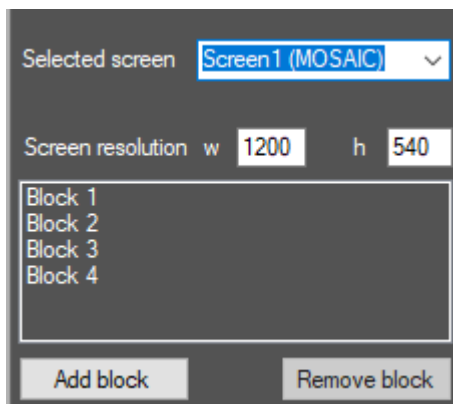 Selected screen Screen1 (MOSAIC)
Screen resolution w 1200 h 540
Block 1
Block 2
Block 3
Block 4
Add block Remove block